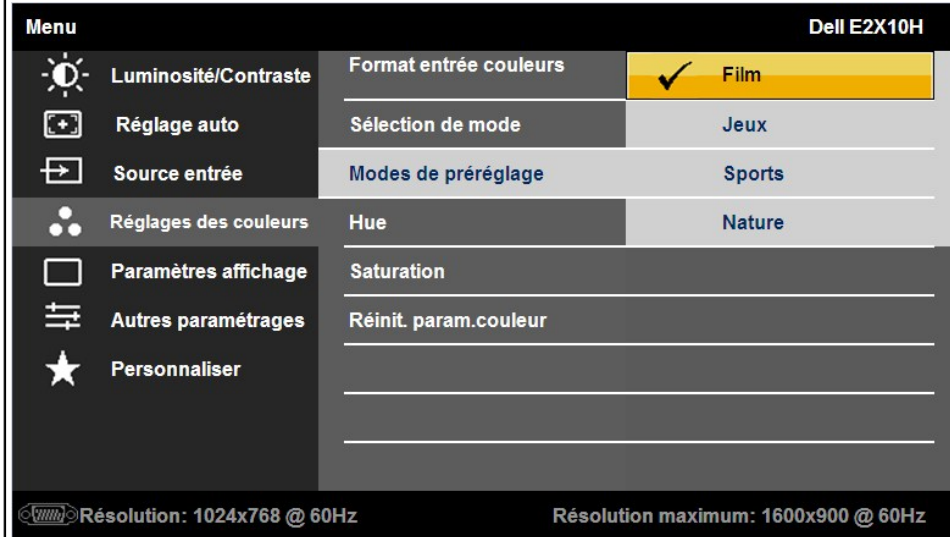 Menu Dell E2X10H
Luminosité/Contraste Format entrée couleurs Film
Réglage auto Sélection de mode Jeux
Source entrée Modes de préréglage Sports
Réglages des couleurs Hue Nature
Paramètres affichage Saturation
Autres paramétrages Réinit. param.couleur
Personnaliser
Résolution: 1024x768 @ 60Hz Résolution maximum: 1600x900 @ 60Hz